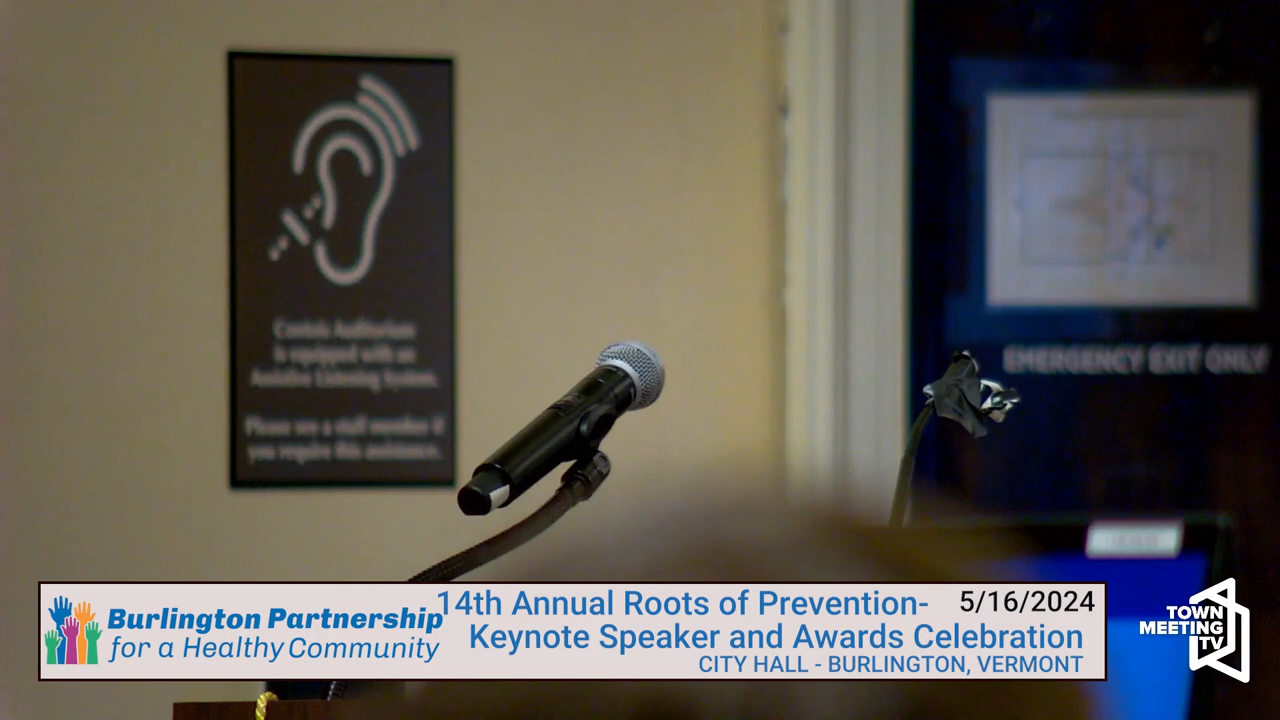 Contois Auditorium
is equipped with an
Assistive Listening System.
Please see a staff member if
you require this assistance.
EMERGENCY EXIT ONLY
Burlington Partnership
for a Healthy Community
14th Annual Roots of Prevention-
Keynote Speaker and Awards Celebration
CITY HALL - BURLINGTON, VERMONT
5/16/2024
TOWN
MEETING
TV